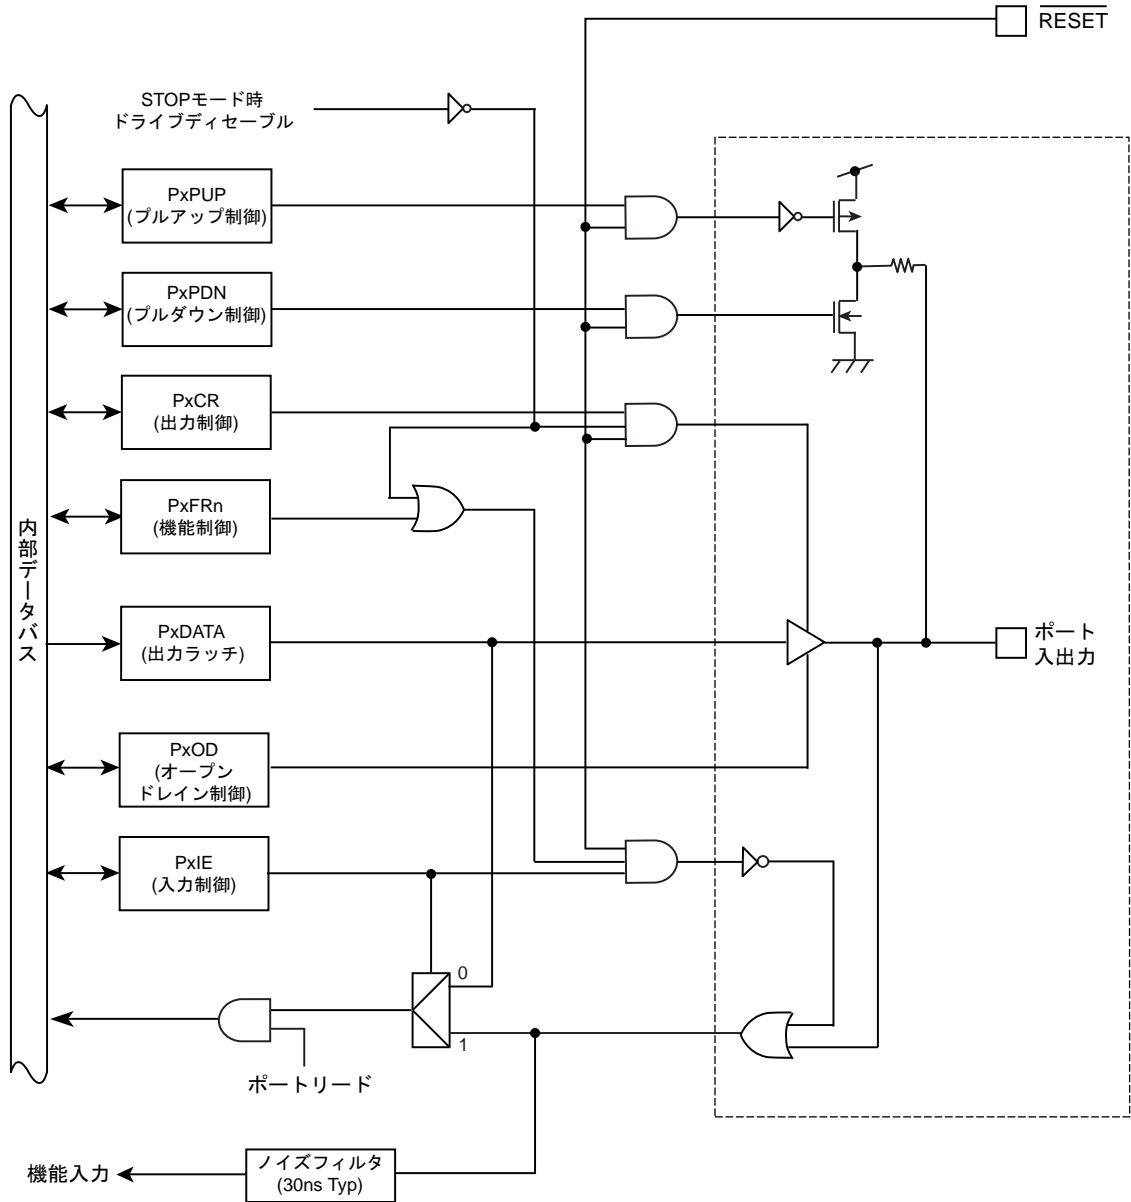 RESET
STOPモード時
ドライブディセーブル
PxPUP
(プルアップ制御)
PxPDN
(プルダウン制御)
PxCR
(出力制御)
PxFRn
(機能制御)
内部データバス
PxDATA
(出力ラッチ)
ポート
入出力
PxOD
(オープン
ドレイン制御)
PxIE
(入力制御)
0
1
ポートリード
機能入力
ノイズフィルタ
(30ns Typ)